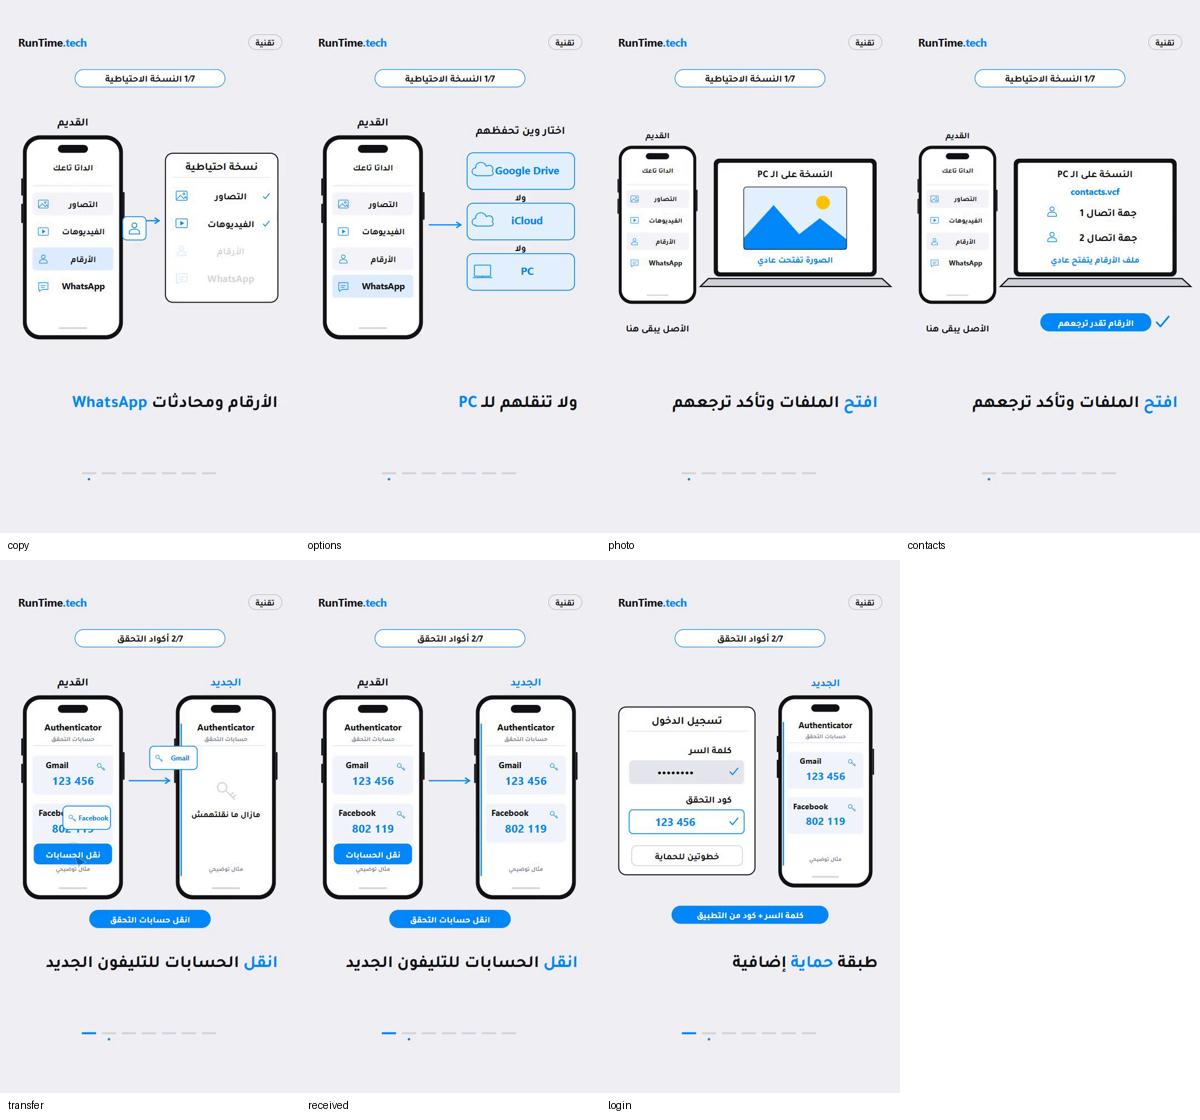 RunTime.tech
تقنية
1/7 النسخة الاحتياطية
القديم
الداتا تاعك
التصاور
الفيديوهات
الأرقام
WhatsApp
نسخة احتياطية
التصاور
الفيديوهات
الأرقام
WhatsApp
الأرقام ومحادثات WhatsApp
copy
RunTime.tech
تقنية
1/7 النسخة الاحتياطية
القديم
الداتا تاعك
التصاور
الفيديوهات
الأرقام
WhatsApp
اختار وين تحفظهم
Google Drive
ولا
iCloud
ولا
PC
ولا تنقلهم للـ PC
options
RunTime.tech
تقنية
1/7 النسخة الاحتياطية
القديم
الداتا تاعك
التصاور
الفيديوهات
الأرقام
WhatsApp
الأصل يبقى هنا
النسخة على الـ PC
الصورة تفتحت عادي
افتح الملفات وتأكد ترجعهم
photo
RunTime.tech
تقنية
1/7 النسخة الاحتياطية
القديم
الداتا تاعك
التصاور
الفيديوهات
الأرقام
WhatsApp
الأصل يبقى هنا
النسخة على الـ PC
contacts.vcf
جهة اتصال 1
جهة اتصال 2
ملف الأرقام يتفتح عادي
الأرقام تقدر ترجعهم
افتح الملفات وتأكد ترجعهم
contacts
RunTime.tech
تقنية
2/7 أكواد التحقق
القديم
Authenticator
حسابات التحقق
Gmail
123 456
Facebook
802 119
نقل الحسابات
مثال توضيحي
الجديد
Authenticator
حسابات التحقق
Gmail
مازال ما نقلتهمش
مثال توضيحي
انقل حسابات التحقق
انقل الحسابات للتليفون الجديد
transfer
RunTime.tech
تقنية
2/7 أكواد التحقق
القديم
Authenticator
حسابات التحقق
Gmail
123 456
Facebook
802 119
نقل الحسابات
مثال توضيحي
الجديد
Authenticator
حسابات التحقق
Gmail
123 456
Facebook
802 119
مثال توضيحي
انقل حسابات التحقق
انقل الحسابات للتليفون الجديد
received
RunTime.tech
تقنية
2/7 أكواد التحقق
تسجيل الدخول
كلمة السر
••••••••
كود التحقق
123 456
خطوتين للحماية
الجديد
Authenticator
حسابات التحقق
Gmail
123 456
Facebook
802 119
مثال توضيحي
كلمة السر + كود من التطبيق
طبقة حماية إضافية
login